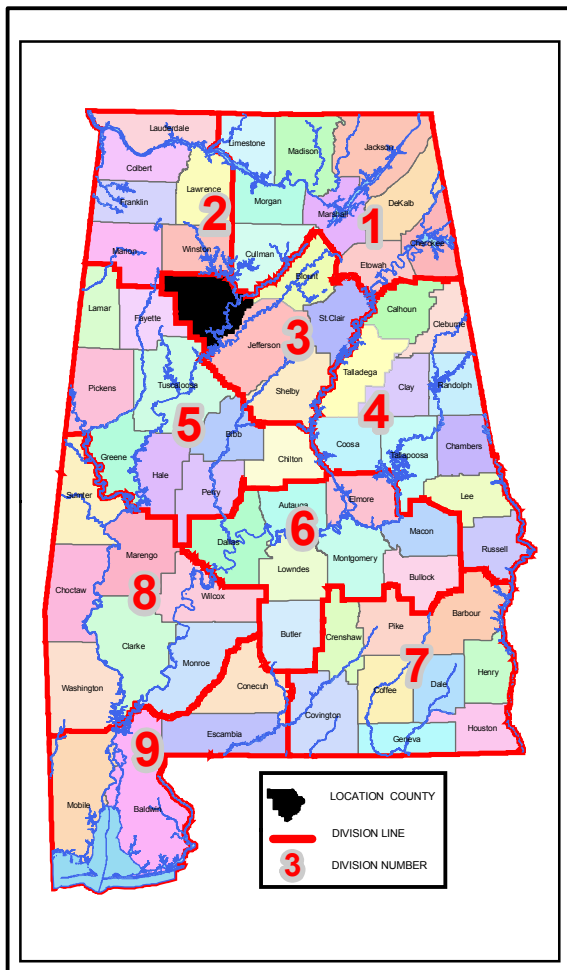 Lauderdale
Limestone
Madison
Jackson
Colbert
Lawrence
Franklin
Morgan
Marshall
DeKalb
2
1
Cherokee
Marion
Winston
Cullman
Etowah
Blount
Lamar
Fayette
St.Clair
Calhoun
Cleburne
3
Jefferson
Talladega
Tuscaloosa
Pickens
Shelby
Clay
Randolph
5
4
Bibb
Greene
Coosa
Tallapoosa
Chambers
Chilton
Hale
Perry
Sumter
Autauga
Elmore
Lee
6
Dallas
Macon
Marengo
Montgomery
Russell
Lowndes
Bullock
Choctaw
8
Wilcox
Barbour
Pike
Butler
Crenshaw
Clarke
7
Monroe
Henry
Washington
Conecuh
Coffee
Dale
Covington
Houston
Escambia
Geneva
9
Mobile
Baldwin
LOCATION COUNTY
DIVISION LINE
3 DIVISION NUMBER